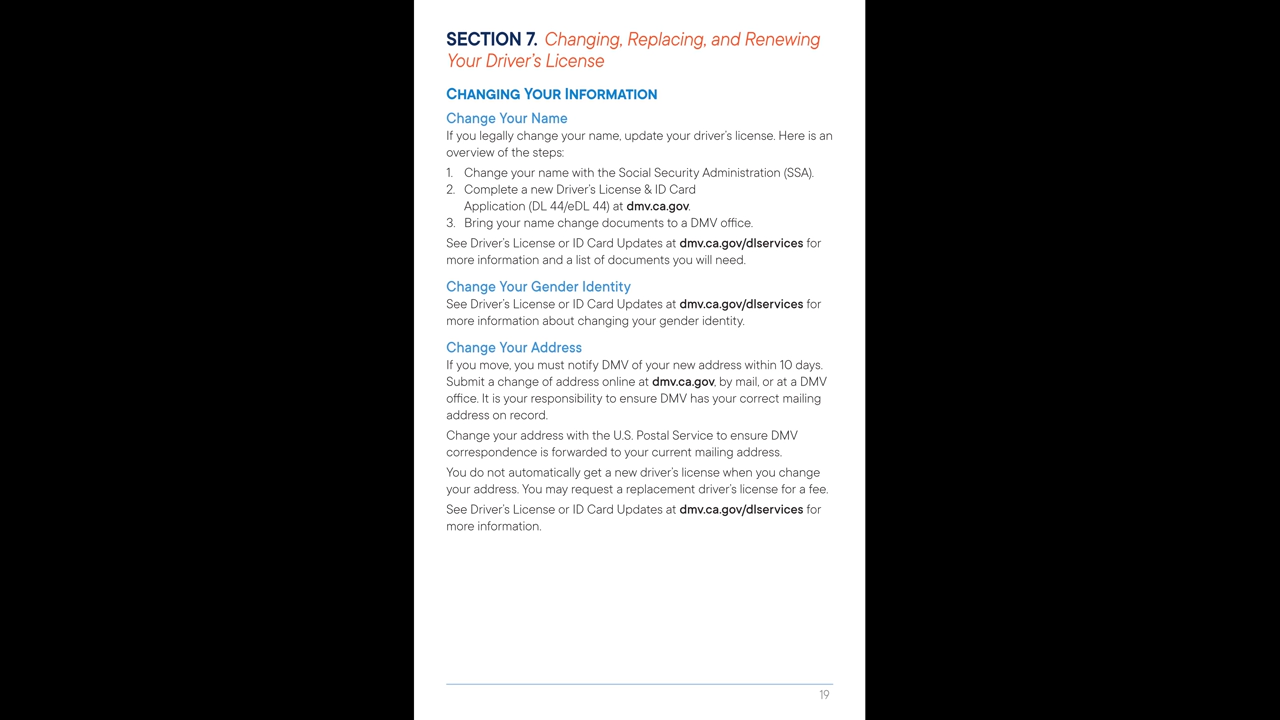 SECTION 7. Changing, Replacing, and Renewing
Your Driver's License
CHANGING YOUR INFORMATION
Change Your Name
If you legally change your name, update your driver's license. Here is an
overview of the steps:
1. Change your name with the Social Security Administration (SSA).
2. Complete a new Driver's License & ID Card
Application (DL 44/eDL 44) at dmv.ca.gov.
3. Bring your name change documents to a DMV office.
See Driver's License or ID Card Updates at dmv.ca.gov/dlservices for
more information and a list of documents you will need.
Change Your Gender Identity
See Driver's License or ID Card Updates at dmv.ca.gov/dlservices for
more information about changing your gender identity.
Change Your Address
If you move, you must notify DMV of your new address within 10 days.
Submit a change of address online at dmv.ca.gov, by mail, or at a DMV
office. It is your responsibility to ensure DMV has your correct mailing
address on record.
Change your address with the U.S. Postal Service to ensure DMV
correspondence is forwarded to your current mailing address.
You do not automatically get a new driver's license when you change
your address. You may request a replacement driver's license for a fee.
See Driver's License or ID Card Updates at dmv.ca.gov/dlservices for
more information.
19